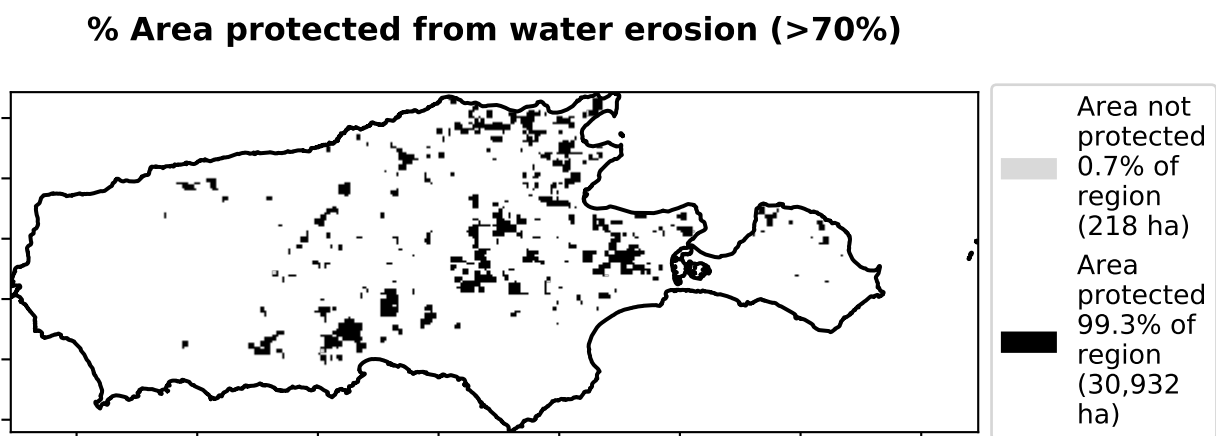 % Area protected from water erosion (>70%)
Area not
protected
0.7% of
region
(218 ha)
Area
protected
99.3% of
region
(30,932
ha)